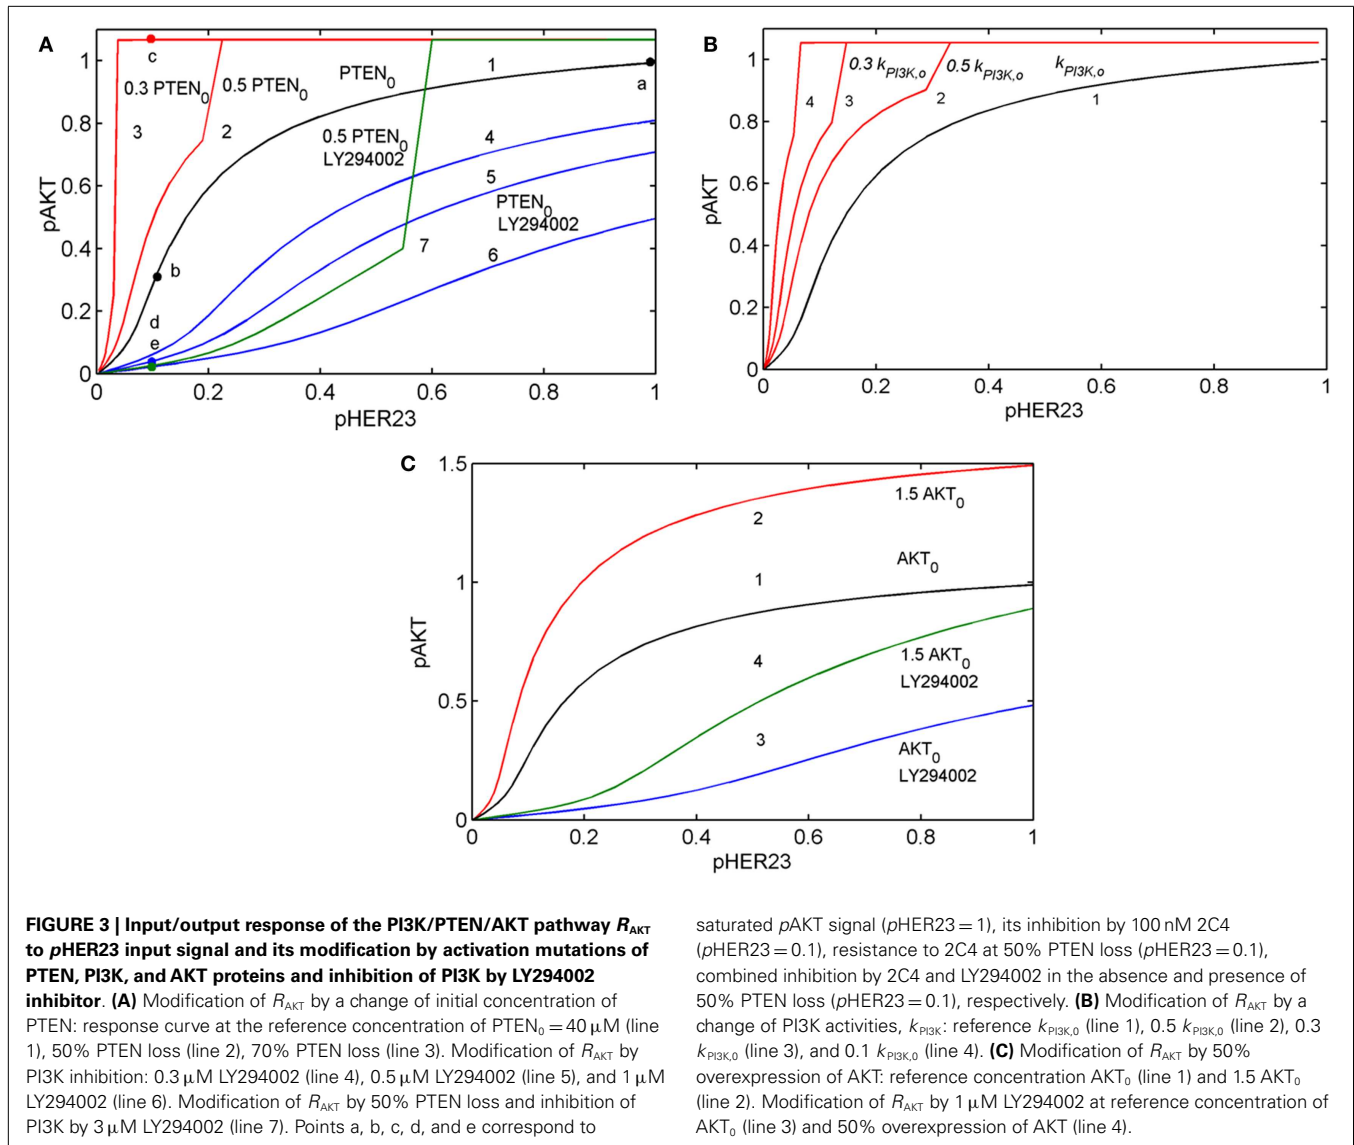 A
1
0.8
0.6
0.4
0.2
0
0 0.2 0.4 0.6 0.8 1
pAKT
pHER23
c
0.3 PTEN0
0.5 PTEN0
PTEN0
1
a
3
2
0.5 PTEN0
LY294002
4
5
PTEN0
LY294002
b
7
6
d
e
B
1
0.8
0.6
0.4
0.2
0
0 0.2 0.4 0.6 0.8 1
pAKT
pHER23
0.3 kPI3K,o
0.5 kPI3K,o
kPI3K,o
4
3
2
1
C
1.5
1
0.5
0
0 0.2 0.4 0.6 0.8 1
pAKT
pHER23
1.5 AKT0
2
AKT0
1
4
1.5 AKT0
LY294002
3
AKT0
LY294002
FIGURE 3 | Input/output response of the PI3K/PTEN/AKT pathway RAKT
to pHER23 input signal and its modification by activation mutations of
PTEN, PI3K, and AKT proteins and inhibition of PI3K by LY294002
inhibitor. (A) Modification of RAKT by a change of initial concentration of
PTEN: response curve at the reference concentration of PTEN0 = 40 μM (line
1), 50% PTEN loss (line 2), 70% PTEN loss (line 3). Modification of RAKT by
PI3K inhibition: 0.3 μM LY294002 (line 4), 0.5 μM LY294002 (line 5), and 1 μM
LY294002 (line 6). Modification of RAKT by 50% PTEN loss and inhibition of
PI3K by 3 μM LY294002 (line 7). Points a, b, c, d, and e correspond to
saturated pAKT signal (pHER23 = 1), its inhibition by 100 nM 2C4
(pHER23 = 0.1), resistance to 2C4 at 50% PTEN loss (pHER23 = 0.1),
combined inhibition by 2C4 and LY294002 in the absence and presence of
50% PTEN loss (pHER23 = 0.1), respectively. (B) Modification of RAKT by a
change of PI3K activities, kPI3K: reference kPI3K,0 (line 1), 0.5 kPI3K,0 (line 2), 0.3
kPI3K,0 (line 3), and 0.1 kPI3K,0 (line 4). (C) Modification of RAKT by 50%
overexpression of AKT: reference concentration AKT0 (line 1) and 1.5 AKT0
(line 2). Modification of RAKT by 1 μM LY294002 at reference concentration of
AKT0 (line 3) and 50% overexpression of AKT (line 4).